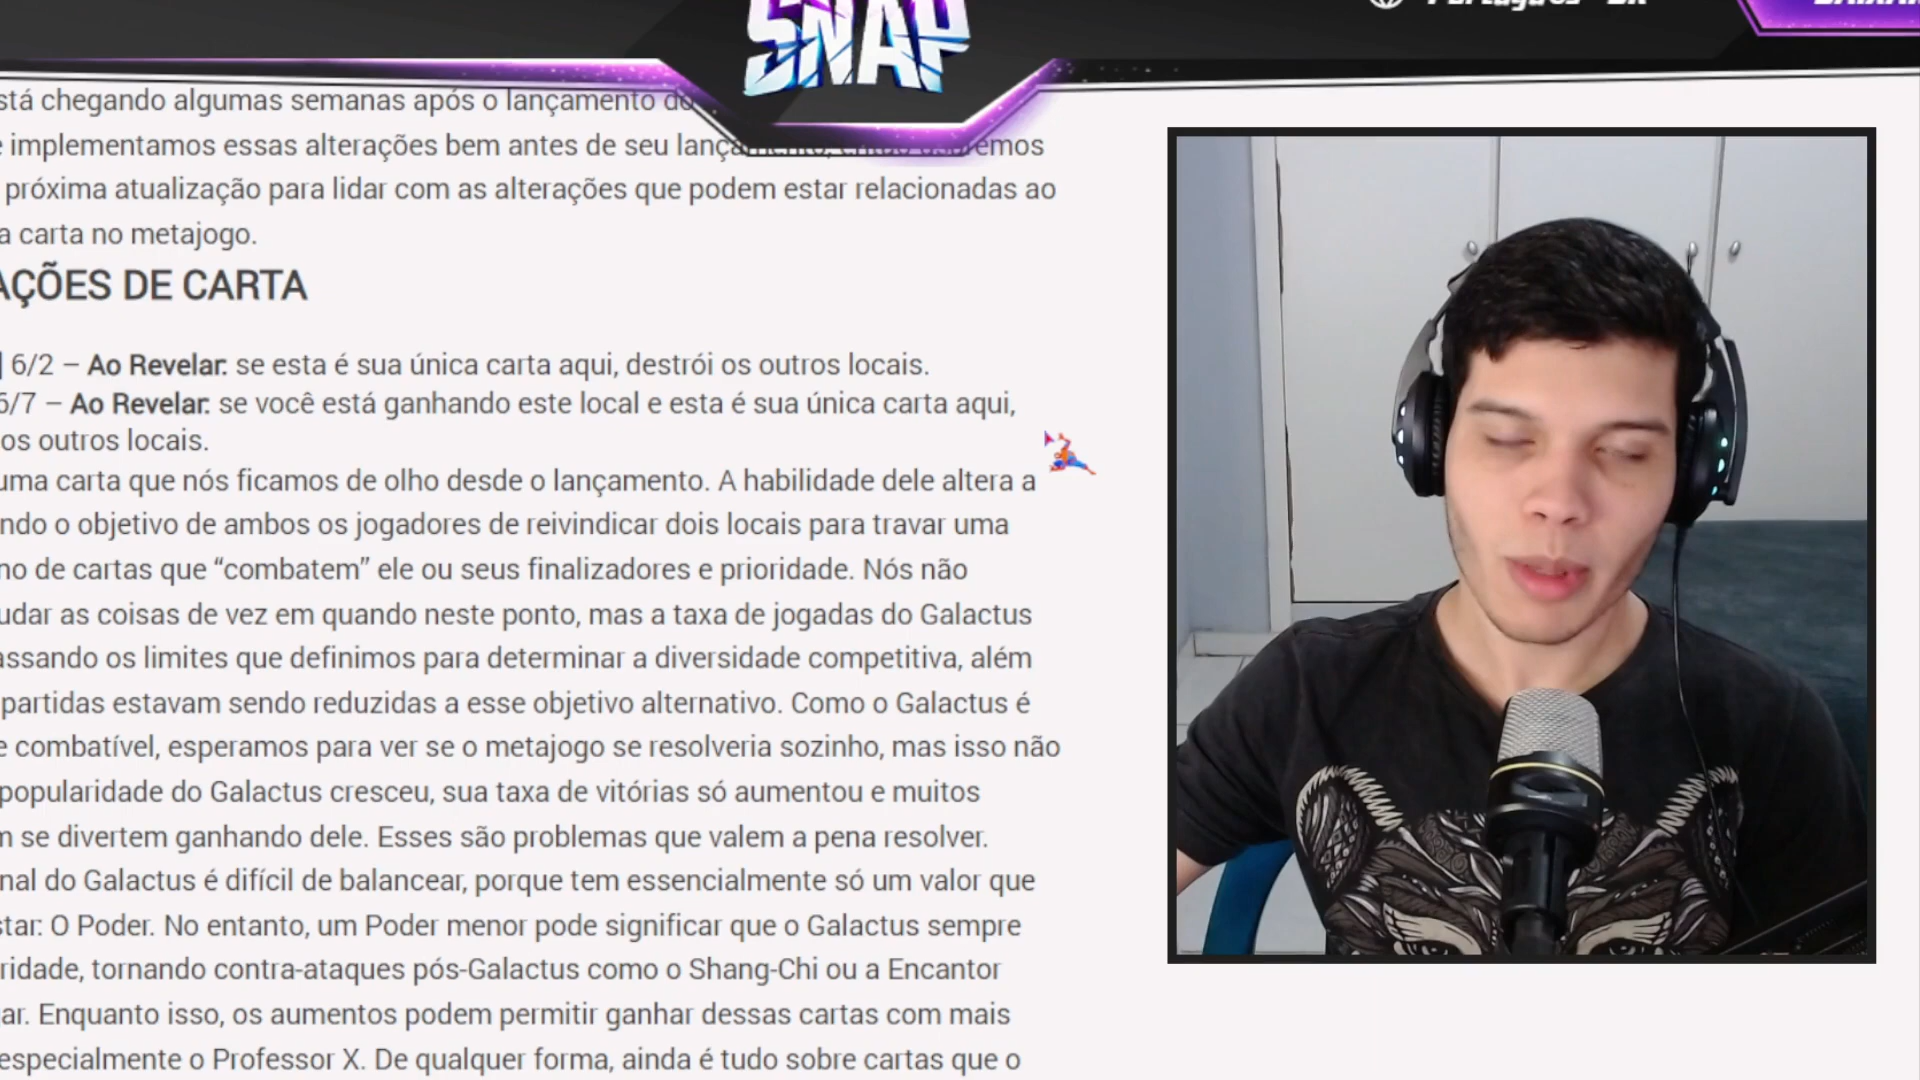 SNAP
Português - BR
stá chegando algumas semanas após o lançamento do
e implementamos essas alterações bem antes de seu lançamento,
próxima atualização para lidar com as alterações que podem estar relacionadas ao
a carta no metajogo.
AÇÕES DE CARTA
| 6/2 – Ao Revelar: se esta é sua única carta aqui, destrói os outros locais.
6/7 – Ao Revelar: se você está ganhando este local e esta é sua única carta aqui,
os outros locais.
uma carta que nós ficamos de olho desde o lançamento. A habilidade dele altera a
ndo o objetivo de ambos os jogadores de reivindicar dois locais para travar uma
no de cartas que “combatem” ele ou seus finalizadores e prioridade. Nós não
udar as coisas de vez em quando neste ponto, mas a taxa de jogadas do Galactus
assando os limites que definimos para determinar a diversidade competitiva, além
partidas estavam sendo reduzidas a esse objetivo alternativo. Como o Galactus é
e combatível, esperamos para ver se o metajogo se resolveria sozinho, mas isso não
popularidade do Galactus cresceu, sua taxa de vitórias só aumentou e muitos
m se divertem ganhando dele. Esses são problemas que valem a pena resolver.
nal do Galactus é difícil de balancear, porque tem essencialmente só um valor que
star: O Poder. No entanto, um Poder menor pode significar que o Galactus sempre
ridade, tornando contra-ataques pós-Galactus como o Shang-Chi ou a Encantor
ar. Enquanto isso, os aumentos podem permitir ganhar dessas cartas com mais
especialmente o Professor X. De qualquer forma, ainda é tudo sobre cartas que o